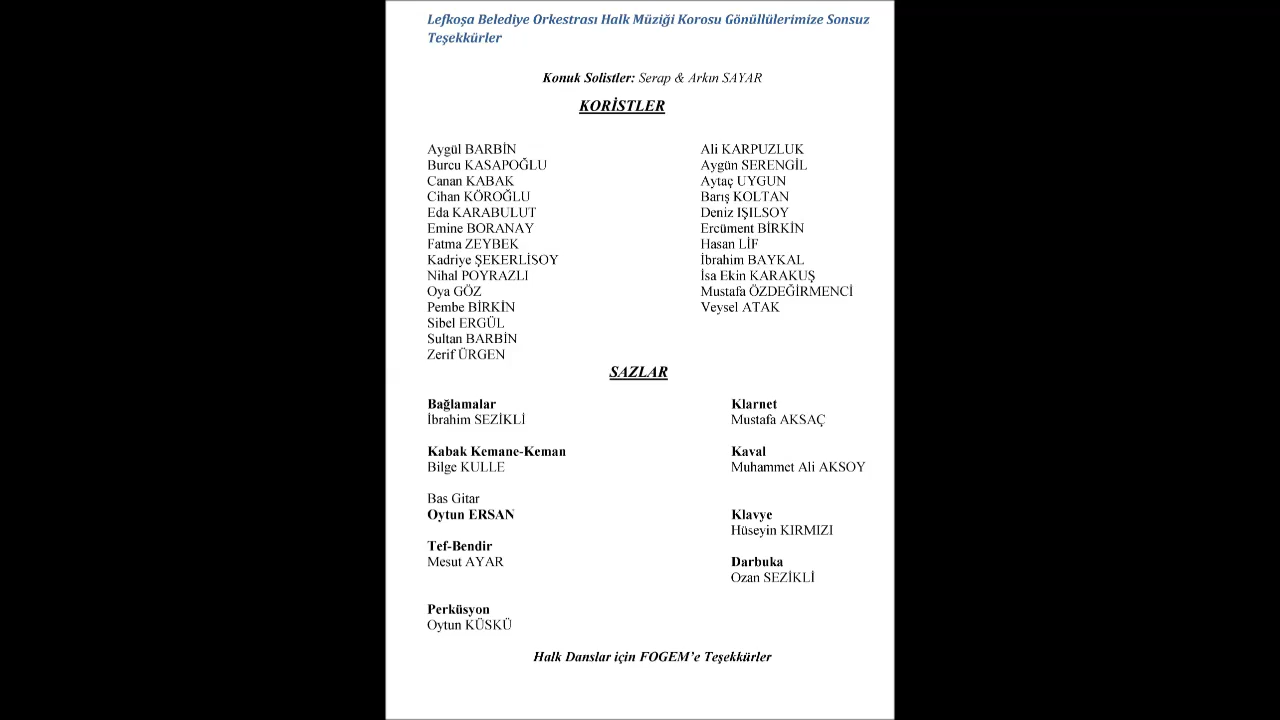 Lefkoşa Belediye Orkestrası Halk Müziği Korosu Gönüllülerimize Sonsuz
Teşekkürler
Konuk Solistler: Serap & Arkın SAYAR
KORİSTLER
Aygül BARBİN
Burcu KASAPOĞLU
Canan KABAK
Cihan KÖROĞLU
Eda KARABULUT
Emine BORANAY
Fatma ZEYBEK
Kadriye ŞEKERLİSOY
Nihal POYRAZLI
Oya GÖZ
Pembe BİRKİN
Sibel ERGÜL
Sultan BARBİN
Zerif ÜRGEN
Ali KARPUZLUK
Aygün SERENGİL
Aytaç UYGUN
Barış KOLTAN
Deniz IŞILSOY
Ercüment BİRKİN
Hasan LİF
İbrahim BAYKAL
İsa Ekin KARAKUŞ
Mustafa ÖZDEĞİRMENCİ
Veysel ATAK
SAZLAR
Bağlamalar
İbrahim SEZİKLİ
Kabak Kemane-Keman
Bilge KULLE
Bas Gitar
Oytun ERSAN
Tef-Bendir
Mesut AYAR
Perküsyon
Oytun KÜSKÜ
Klarnet
Mustafa AKSAÇ
Kaval
Muhammet Ali AKSOY
Klavye
Hüseyin KIRMIZI
Darbuka
Ozan SEZİKLİ
Halk Danslar için FOGEM’e Teşekkürler